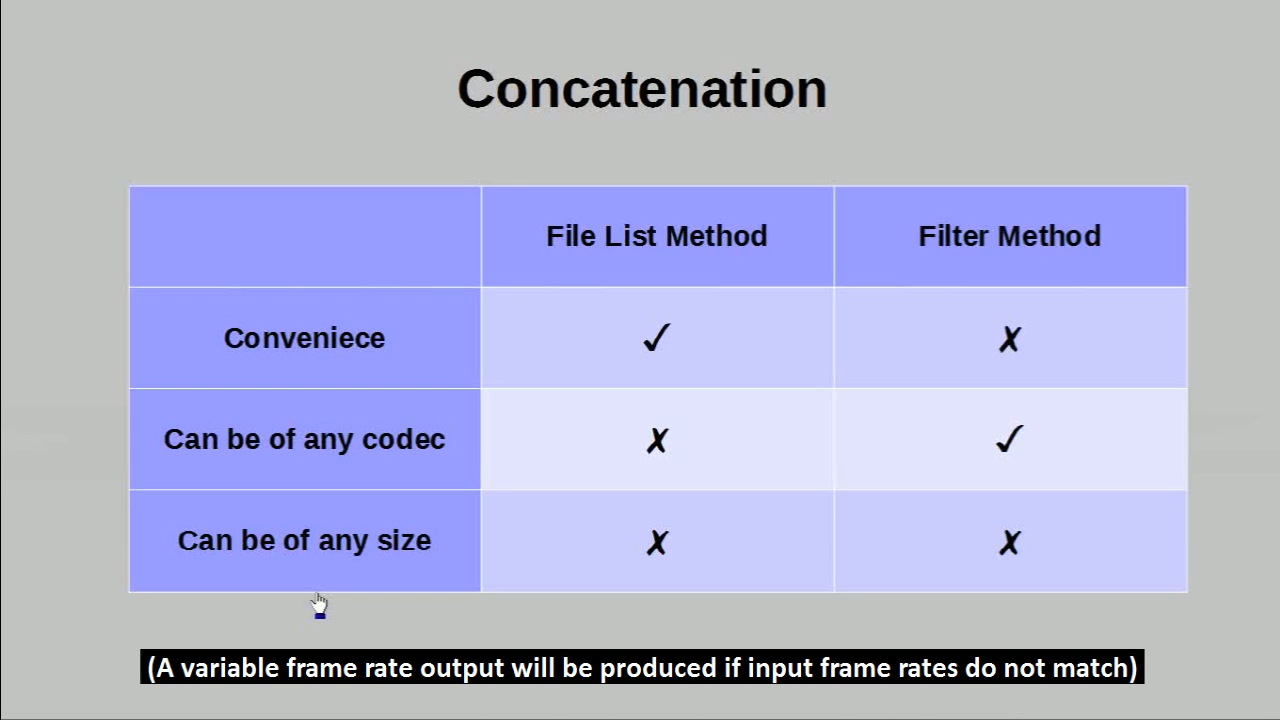 Concatenation
File List Method Filter Method
Conveniece ✓ ✗
Can be of any codec ✗ ✓
Can be of any size ✗ ✗
(A variable frame rate output will be produced if input frame rates do not match)